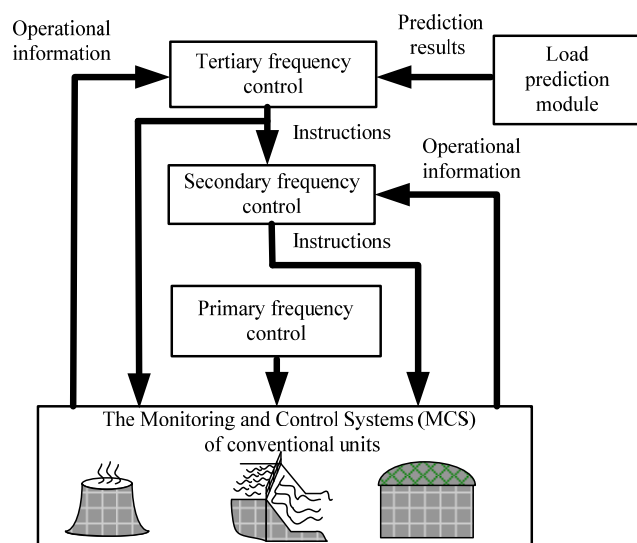 Operational
information
Prediction
results
Tertiary frequency
control
Load
prediction
module
Instructions
Operational
information
Secondary frequency
control
Instructions
Primary frequency
control
The Monitoring and Control Systems (MCS)
of conventional units